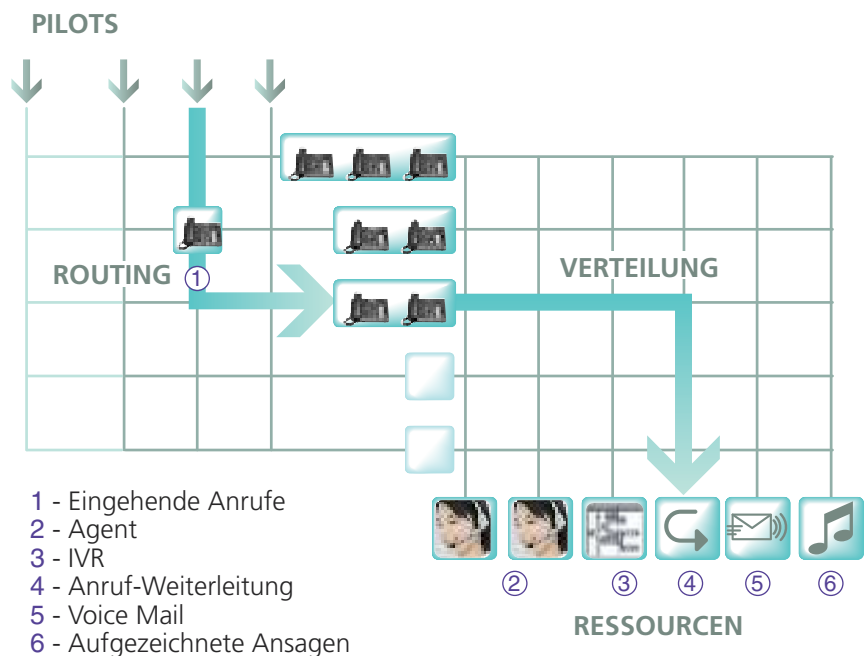 PILOTS
ROUTING ①
VERTEILUNG
1 - Eingehende Anrufe
2 - Agent
3 - IVR
4 - Anruf-Weiterleitung
5 - Voice Mail
6 - Aufgezeichnete Ansagen
② ③ ④ ⑤ ⑥
RESSOURCEN